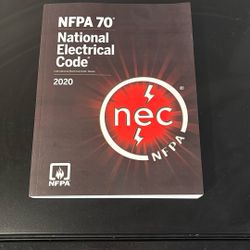 NFPA 70®
National
Electrical
Code®
2020
nec
®
NFPA
NFPA